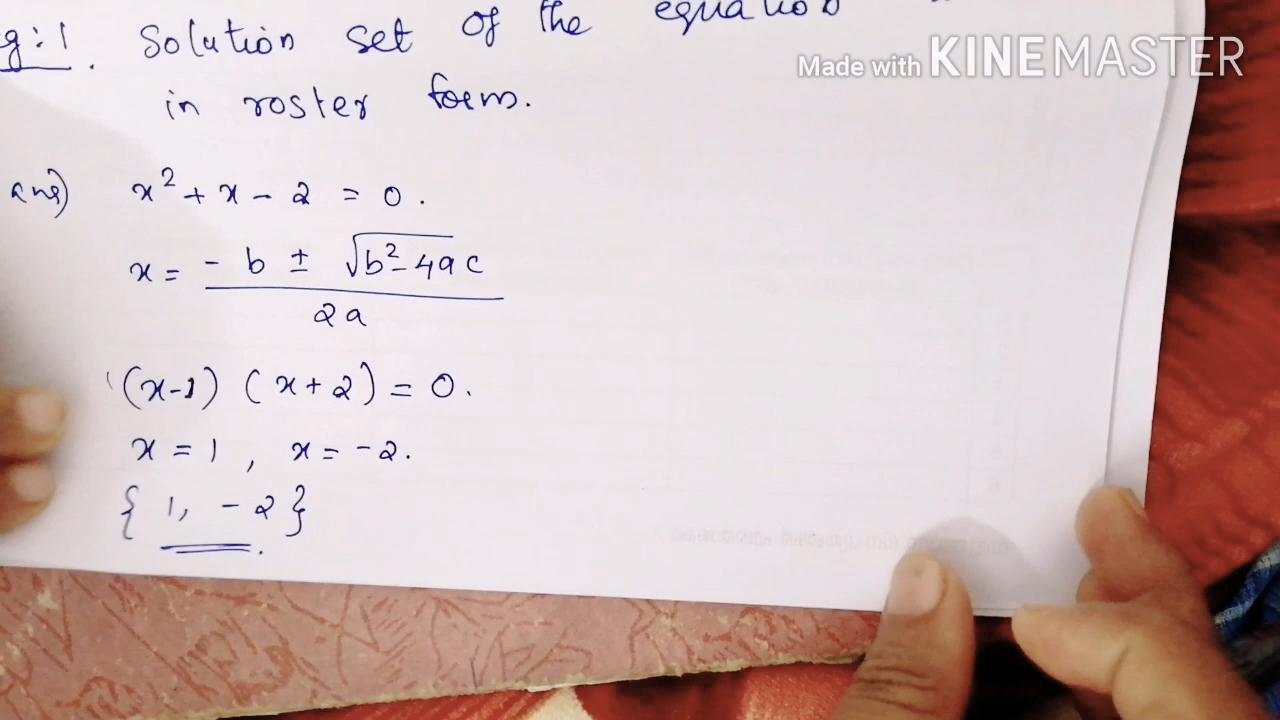 g:1. Solution set of the equation
Made with KINEMASTER
in roster form.
ans) x² + x - 2 = 0.
x = -b ± √b²-4ac
2a
(x-1) (x+2) = 0.
x = 1, x = -2.
{1, -2}.